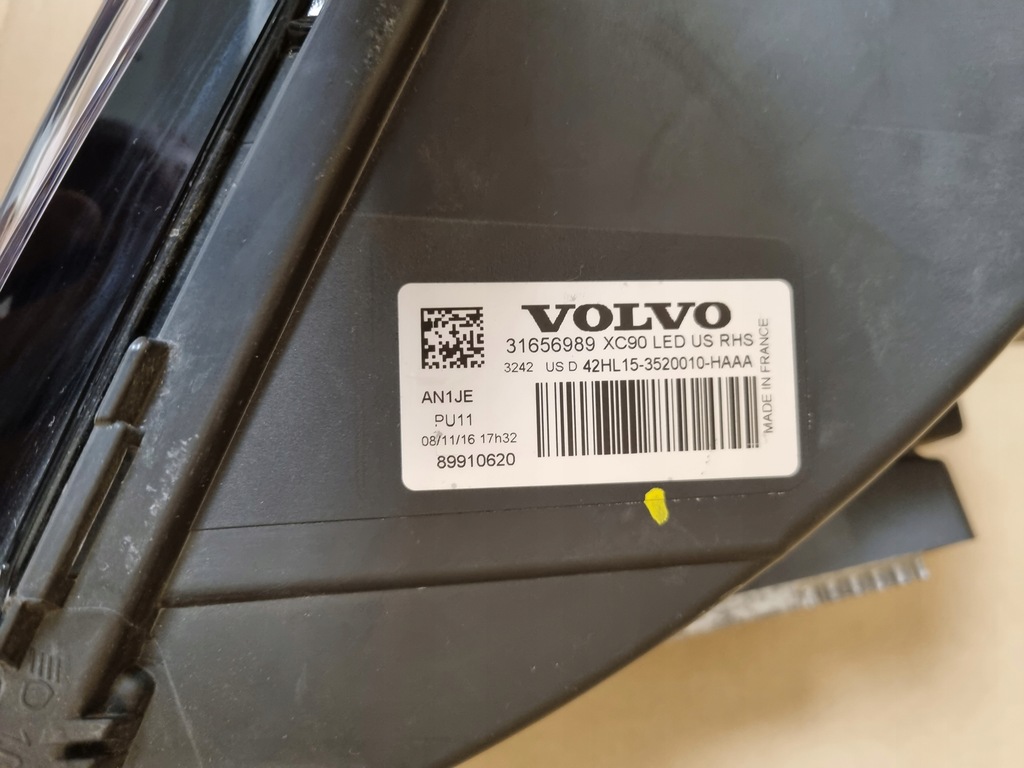 VOLVO
31656989 XC90 LED US RHS
3242 US D 42HL15-3520010-HAAA
AN1JE
PU11
08/11/16 17h32
89910620
MADE IN FRANCE